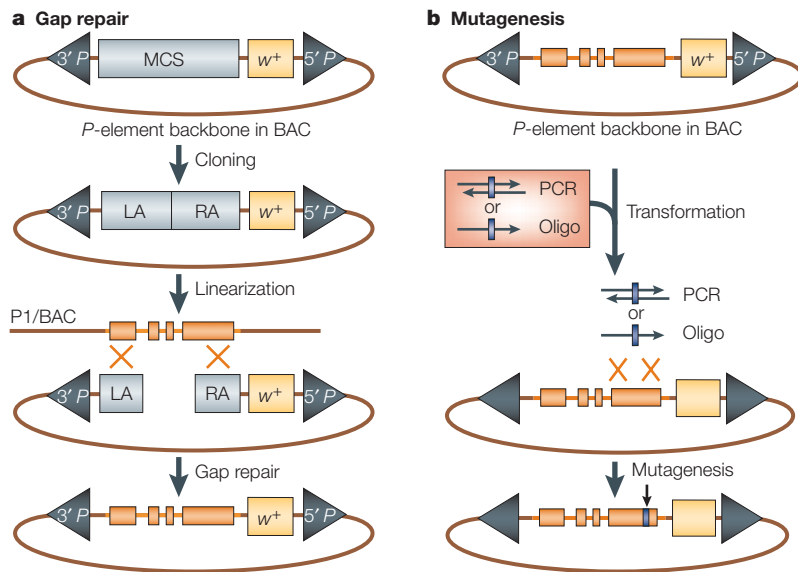 a Gap repair
3′ P MCS w+ 5′ P
P-element backbone in BAC
Cloning
3′ P LA RA w+ 5′ P
Linearization
P1/BAC
3′ P LA RA w+ 5′ P
Gap repair
3′ P w+ 5′ P
b Mutagenesis
3′ P w+ 5′ P
P-element backbone in BAC
PCR
or
Oligo
Transformation
PCR
or
Oligo
Mutagenesis